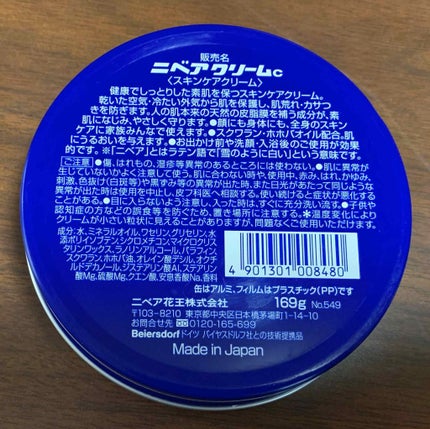 販売名
ニベアクリームC
〈スキンケアクリーム〉
健康でしっとりした素肌を保つスキンケアクリーム。
乾いた空気・冷たい外気から肌を保護し、肌荒れ・カサつ
きを防ぎます。人の肌本来の天然の皮脂膜を補う成分が、素
肌になじみ、やさしく守ります。●顔にも身体にも、全身のスキン
ケアに家族みんなで使えます。●スクワラン・ホホバオイル配合。肌
にうるおいを与えます。●お出かけ前や洗顔・入浴後のご使用が効果
的です。※「ニベア」とはラテン語で「雪のように白い」という意味です。
ご注意 ●傷、はれもの、湿疹等異常のあるところには使わない。●肌に異常が
生じていないかよく注意して使う。肌に合わない時や、使用中、赤み、はれ、かゆみ、
刺激、色抜け(白斑等)や黒ずみ等の異常が出た時、また日光があたって同じような
異常が出た時は使用を中止し、皮フ科医へ相談する。使い続けると症状が悪化する
ことがある。●目に入らないよう注意し、入った時は、すぐに充分洗い流す。●子供や
認知症の方などの誤食等を防ぐため、置き場所に注意する。※温度変化により
クリームが小さい粒状に見えることがありますが、問題なくご使用いただけます。
成分:水、ミネラルオイル、ワセリン、グリセリン、水
添ポリイソブテン、シクロメチコン、マイクロクリス
タリンワックス、ラノリンアルコール、パラフィン、
スクワラン、ホホバ油、オレイン酸デシル、オクチ
ルドデカノール、ジステアリン酸Al、ステアリン
酸Mg、硫酸Mg、クエン酸、安息香酸Na、香料
4 901301 008480
缶はアルミ、フィルムはプラスチック(PP)です
ニベア花王株式会社 169g No.549
〒103-8210 東京都中央区日本橋茅場町1-14-10
お問合せ先 0120-165-699
Beiersdorf ドイツ バイヤスドルフ社との技術提携品
Made in Japan